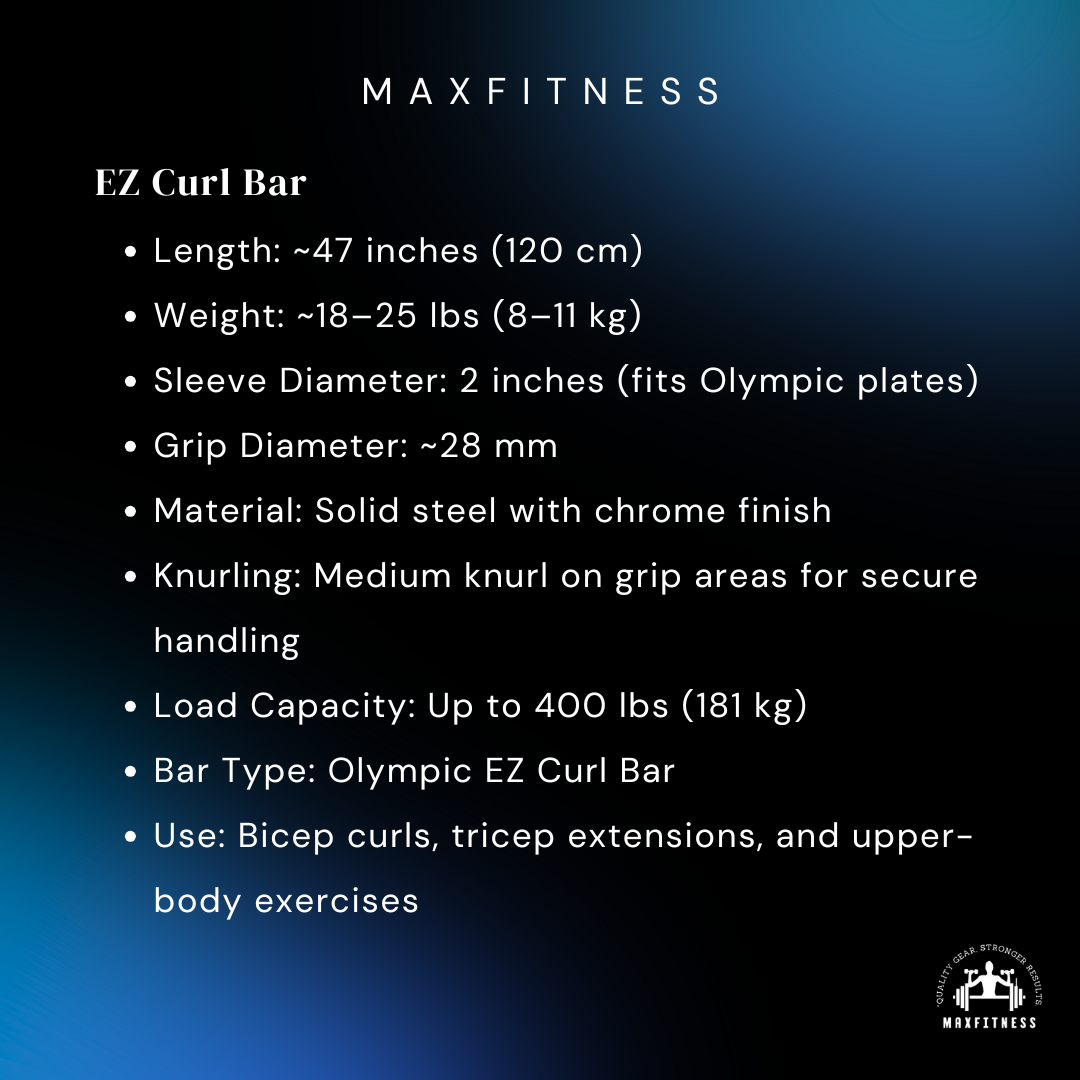 MAXFITNESS
EZ Curl Bar
• Length: ~47 inches (120 cm)
• Weight: ~18–25 lbs (8–11 kg)
• Sleeve Diameter: 2 inches (fits Olympic plates)
• Grip Diameter: ~28 mm
• Material: Solid steel with chrome finish
• Knurling: Medium knurl on grip areas for secure
handling
• Load Capacity: Up to 400 lbs (181 kg)
• Bar Type: Olympic EZ Curl Bar
• Use: Bicep curls, tricep extensions, and upper-
body exercises
"QUALITY GEAR. STRONGER RESULTS
MAXFITNESS